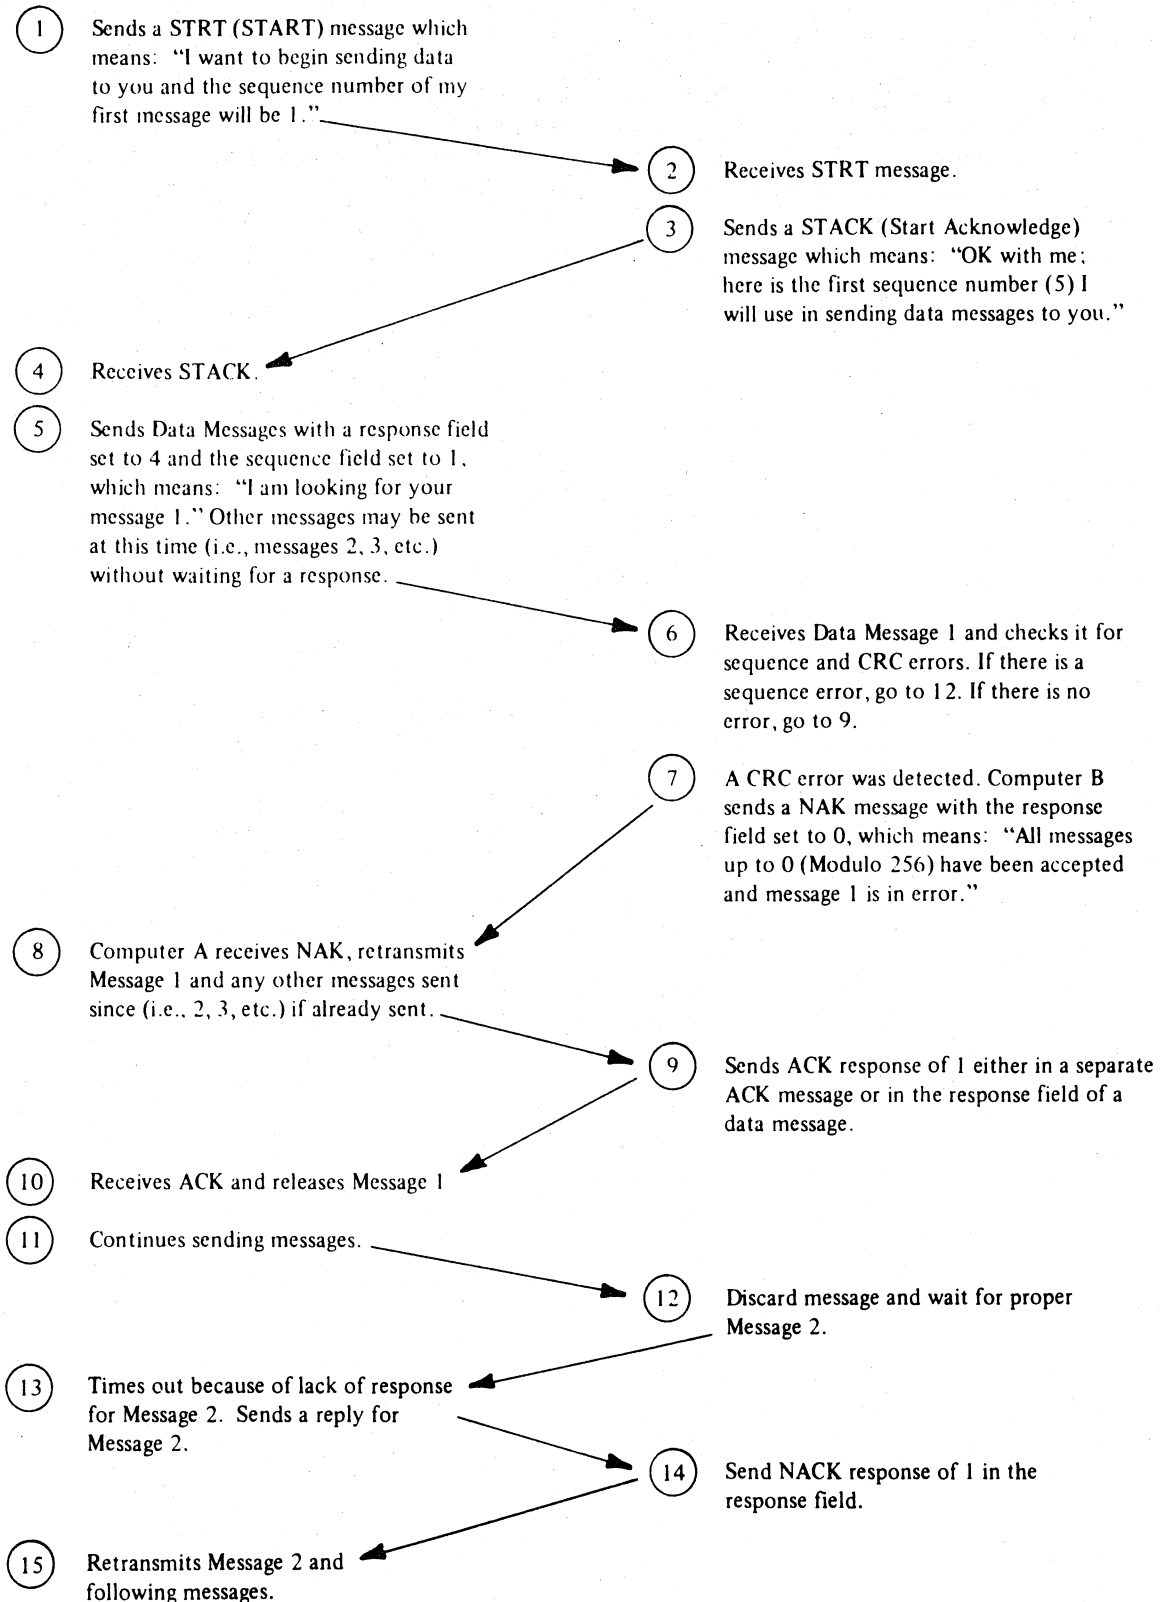 1 Sends a STRT (START) message which
means: “I want to begin sending data
to you and the sequence number of my
first message will be 1.”
2 Receives STRT message.
3 Sends a STACK (Start Acknowledge)
message which means: “OK with me;
here is the first sequence number (5) I
will use in sending data messages to you.”
4 Receives STACK.
5 Sends Data Messages with a response field
set to 4 and the sequence field set to 1,
which means: “I am looking for your
message 1.” Other messages may be sent
at this time (i.e., messages 2, 3, etc.)
without waiting for a response.
6 Receives Data Message 1 and checks it for
sequence and CRC errors. If there is a
sequence error, go to 12. If there is no
error, go to 9.
7 A CRC error was detected. Computer B
sends a NAK message with the response
field set to 0, which means: “All messages
up to 0 (Modulo 256) have been accepted
and message 1 is in error.”
8 Computer A receives NAK, retransmits
Message 1 and any other messages sent
since (i.e., 2, 3, etc.) if already sent.
9 Sends ACK response of 1 either in a separate
ACK message or in the response field of a
data message.
10 Receives ACK and releases Message 1
11 Continues sending messages.
12 Discard message and wait for proper
Message 2.
13 Times out because of lack of response
for Message 2. Sends a reply for
Message 2.
14 Send NACK response of 1 in the
response field.
15 Retransmits Message 2 and
following messages.